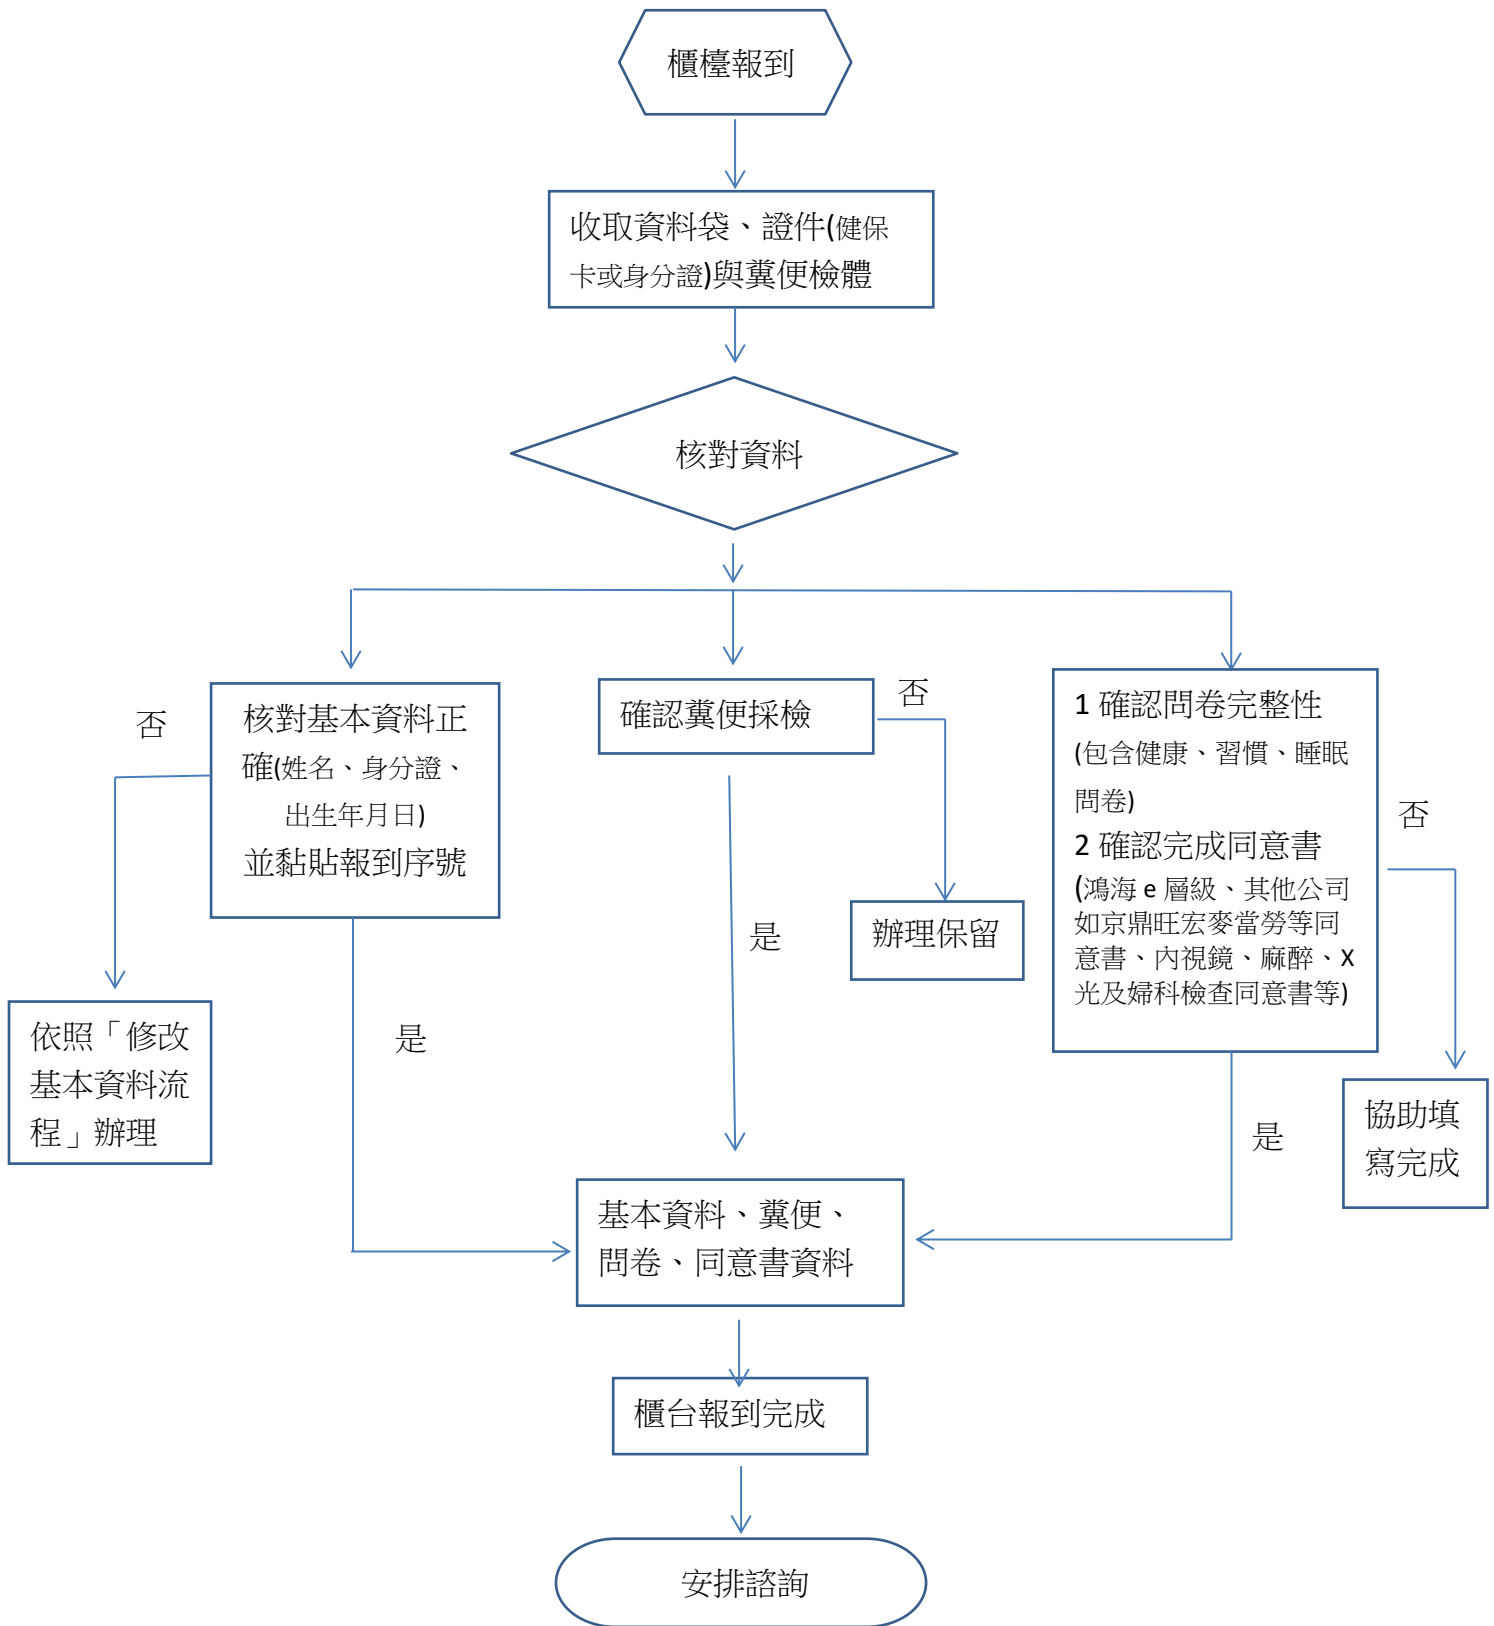 櫃檯報到
收取資料袋、證件(健保
卡或身分證)與糞便檢體
核對資料
否
核對基本資料正
確(姓名、身分證、
出生年月日)
並黏貼報到序號
確認糞便採檢
否
1 確認問卷完整性
(包含健康、習慣、睡眠
問卷)
2 確認完成同意書
(鴻海 e 層級、其他公司
如京鼎旺宏麥當勞等同
意書、內視鏡、麻醉、X
光及婦科檢查同意書等)
否
是
辦理保留
依照「修改
基本資料流
程」辦理
是
是
協助填
寫完成
基本資料、糞便、
問卷、同意書資料
櫃台報到完成
安排諮詢